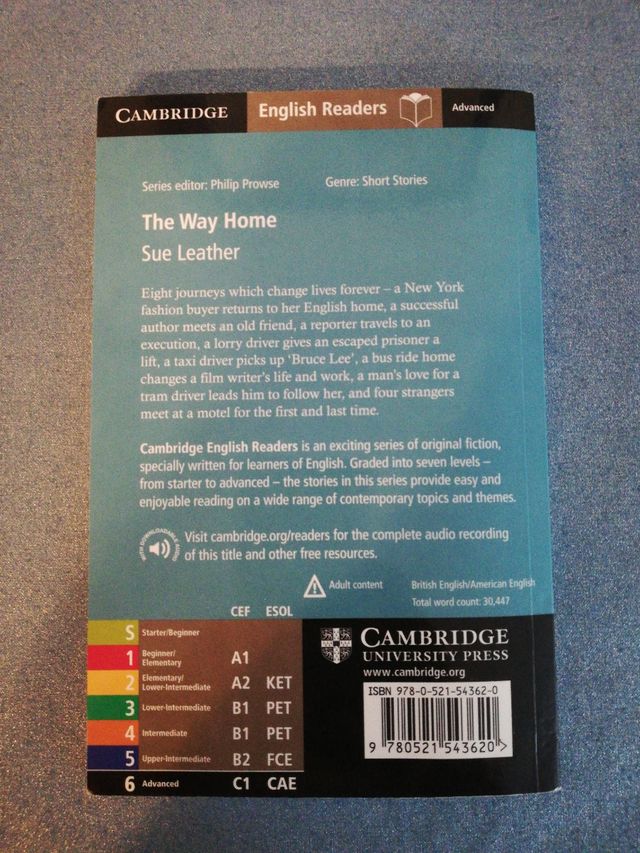 CAMBRIDGE English Readers Advanced
Series editor: Philip Prowse Genre: Short Stories
The Way Home
Sue Leather
Eight journeys which change lives forever – a New York
fashion buyer returns to her English home, a successful
author meets an old friend, a reporter travels to an
execution, a lorry driver gives an escaped prisoner a
lift, a taxi driver picks up ‘Bruce Lee’, a bus ride home
changes a film writer's life and work, a man's love for a
tram driver leads him to follow her, and four strangers
meet at a motel for the first and last time.
Cambridge English Readers is an exciting series of original fiction,
specially written for learners of English. Graded into seven levels –
from starter to advanced – the stories in this series provide easy and
enjoyable reading on a wide range of contemporary topics and themes.
WITH DOWNLOADABLE AUDIO
Visit cambridge.org/readers for the complete audio recording
of this title and other free resources.
Adult content
British English/American English
Total word count: 30,447
CEF ESOL
S Starter/Beginner
1 Beginner/
Elementary A1
2 Elementary/
Lower-Intermediate A2 KET
3 Lower-Intermediate B1 PET
4 Intermediate B1 PET
5 Upper-Intermediate B2 FCE
6 Advanced C1 CAE
CAMBRIDGE
UNIVERSITY PRESS
www.cambridge.org
ISBN 978-0-521-54362-0
9 780521 543620 >